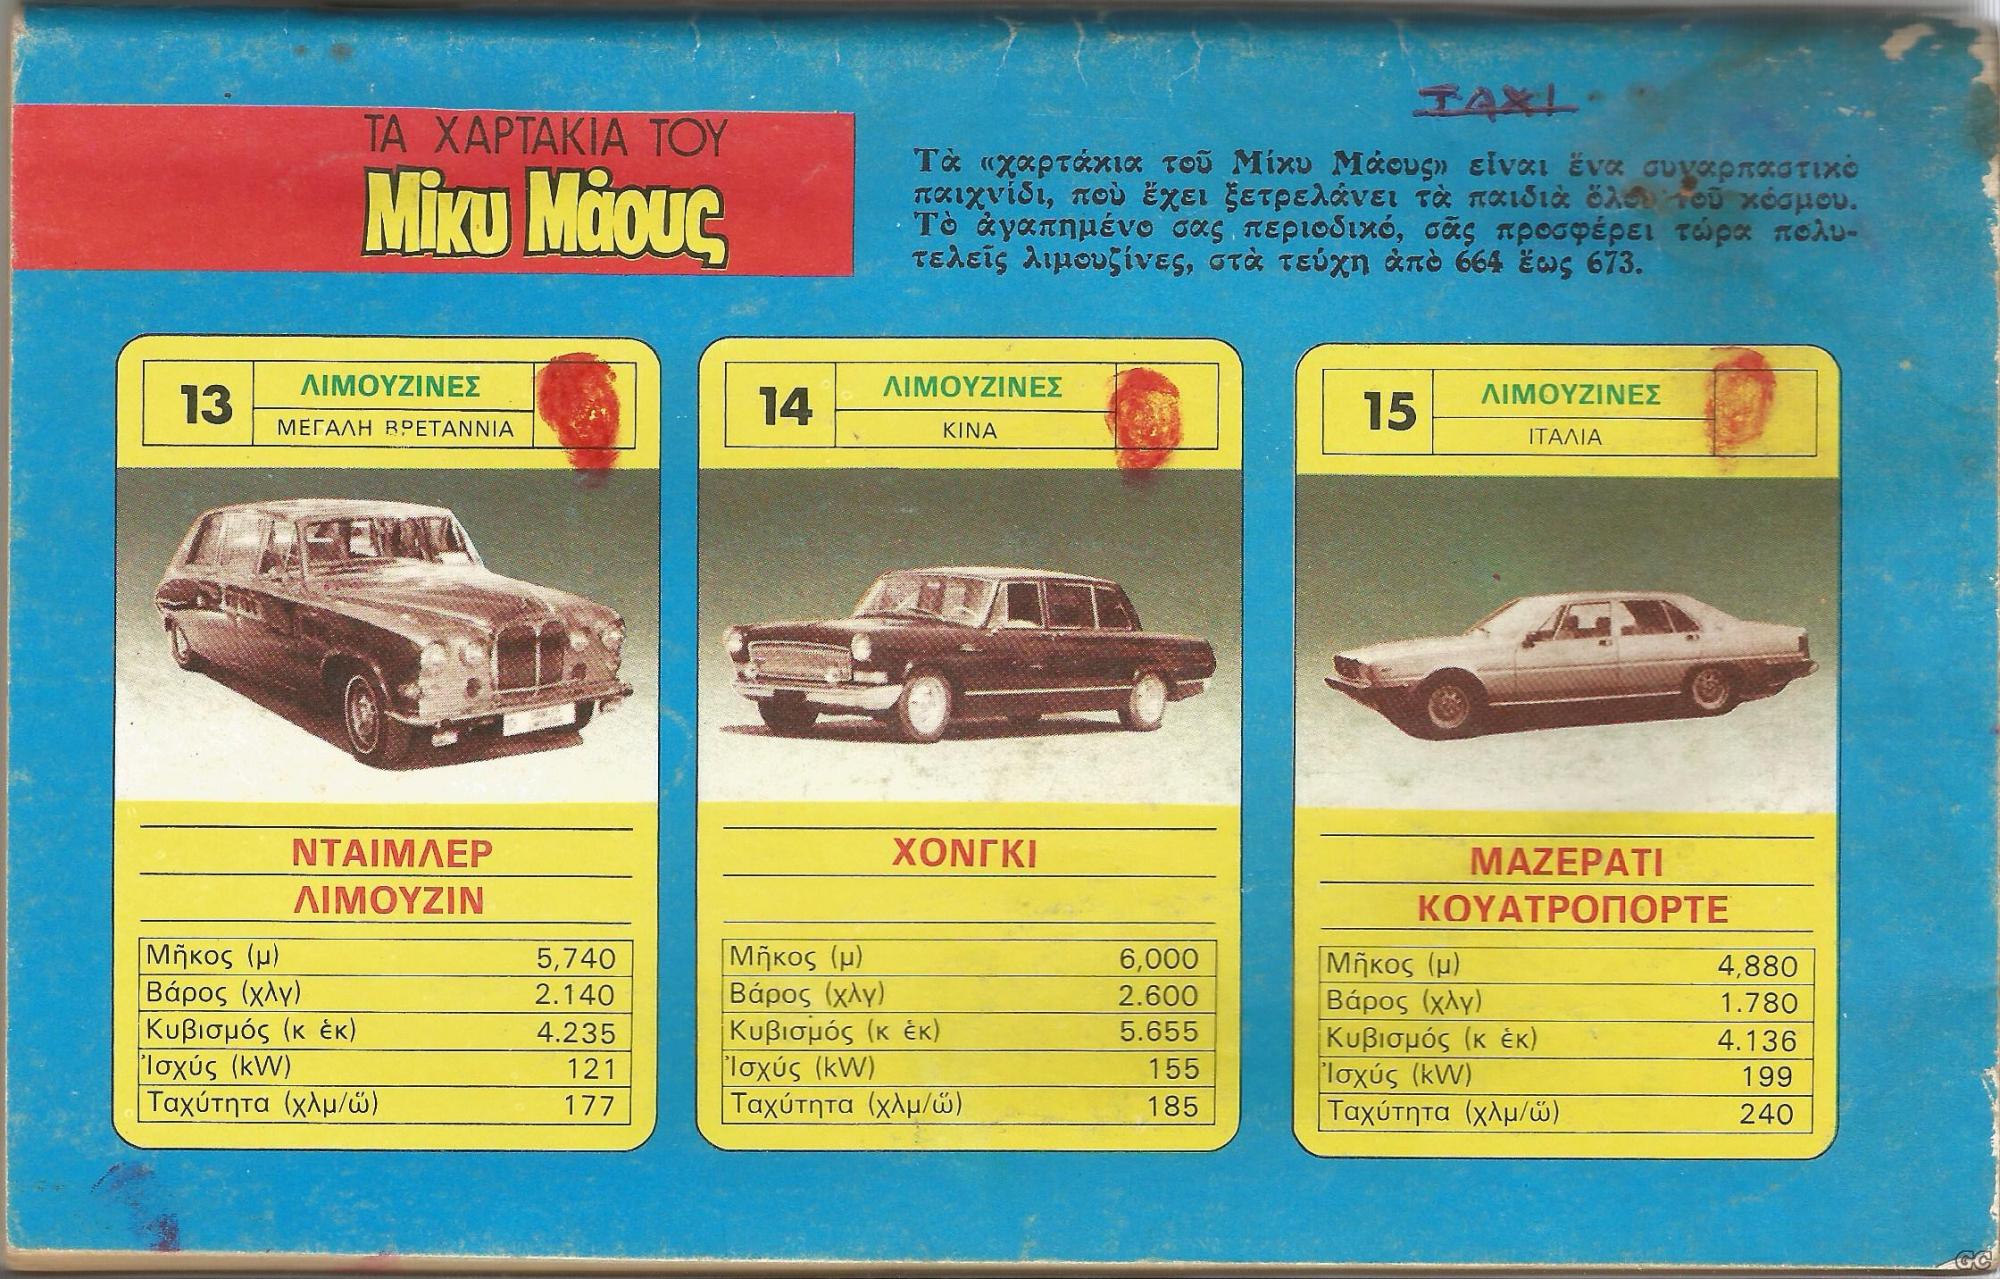 ΤΑΧΙ
ΤΑ ΧΑΡΤΑΚΙΑ ΤΟΥ
Μίκυ Μάους
Τὰ «χαρτάκια τοῦ Μίκυ Μάους» εἶναι ἕνα συναρπαστικὸ
παιχνίδι, ποὺ ἔχει ξετρελάνει τὰ παιδιὰ ὅλου τοῦ κόσμου.
Τὸ ἀγαπημένο σας περιοδικό, σᾶς προσφέρει τώρα πολυ-
τελεῖς λιμουζίνες, στὰ τεύχη ἀπὸ 664 ἕως 673.
13
ΛΙΜΟΥΖΙΝΕΣ
ΜΕΓΑΛΗ ΒΡΕΤΑΝΝΙΑ
ΝΤΑΙΜΛΕΡ
ΛΙΜΟΥΖΙΝ
Μῆκος (μ) 5,740
Βάρος (χλγ) 2.140
Κυβισμός (κ ἑκ) 4.235
Ἰσχύς (kW) 121
Ταχύτητα (χλμ/ὥ) 177
14
ΛΙΜΟΥΖΙΝΕΣ
ΚΙΝΑ
ΧΟΝΓΚΙ
Μῆκος (μ) 6,000
Βάρος (χλγ) 2.600
Κυβισμός (κ ἑκ) 5.655
Ἰσχύς (kW) 155
Ταχύτητα (χλμ/ὥ) 185
15
ΛΙΜΟΥΖΙΝΕΣ
ΙΤΑΛΙΑ
ΜΑΖΕΡΑΤΙ
ΚΟΥΑΤΡΟΠΟΡΤΕ
Μῆκος (μ) 4,880
Βάρος (χλγ) 1.780
Κυβισμός (κ ἑκ) 4.136
Ἰσχύς (kW) 199
Ταχύτητα (χλμ/ὥ) 240
GC